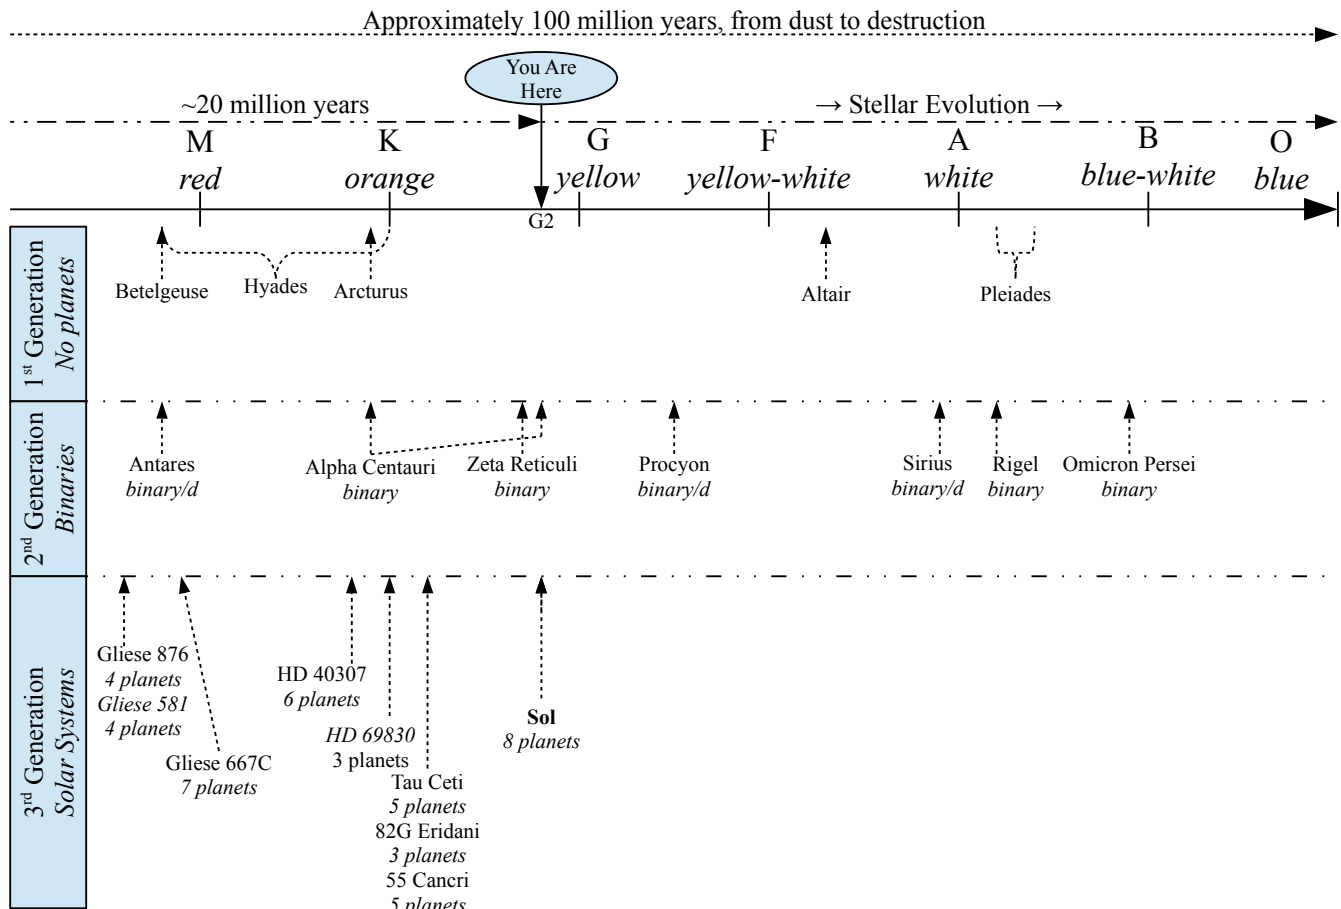 Approximately 100 million years, from dust to destruction
You Are
Here
~20 million years
→ Stellar Evolution →
M
K
G
F
A
B
O
red
orange
yellow
yellow-white
white
blue-white
blue
G2
1st Generation
No planets
Betelgeuse
Hyades
Arcturus
Altair
Pleiades
2nd Generation
Binaries
Antares
binary/d
Alpha Centauri
binary
Zeta Reticuli
binary
Procyon
binary/d
Sirius
binary/d
Rigel
binary
Omicron Persei
binary
3rd Generation
Solar Systems
Gliese 876
4 planets
Gliese 581
4 planets
Gliese 667C
7 planets
HD 40307
6 planets
HD 69830
3 planets
Tau Ceti
5 planets
82G Eridani
3 planets
55 Cancri
5 planets
Sol
8 planets